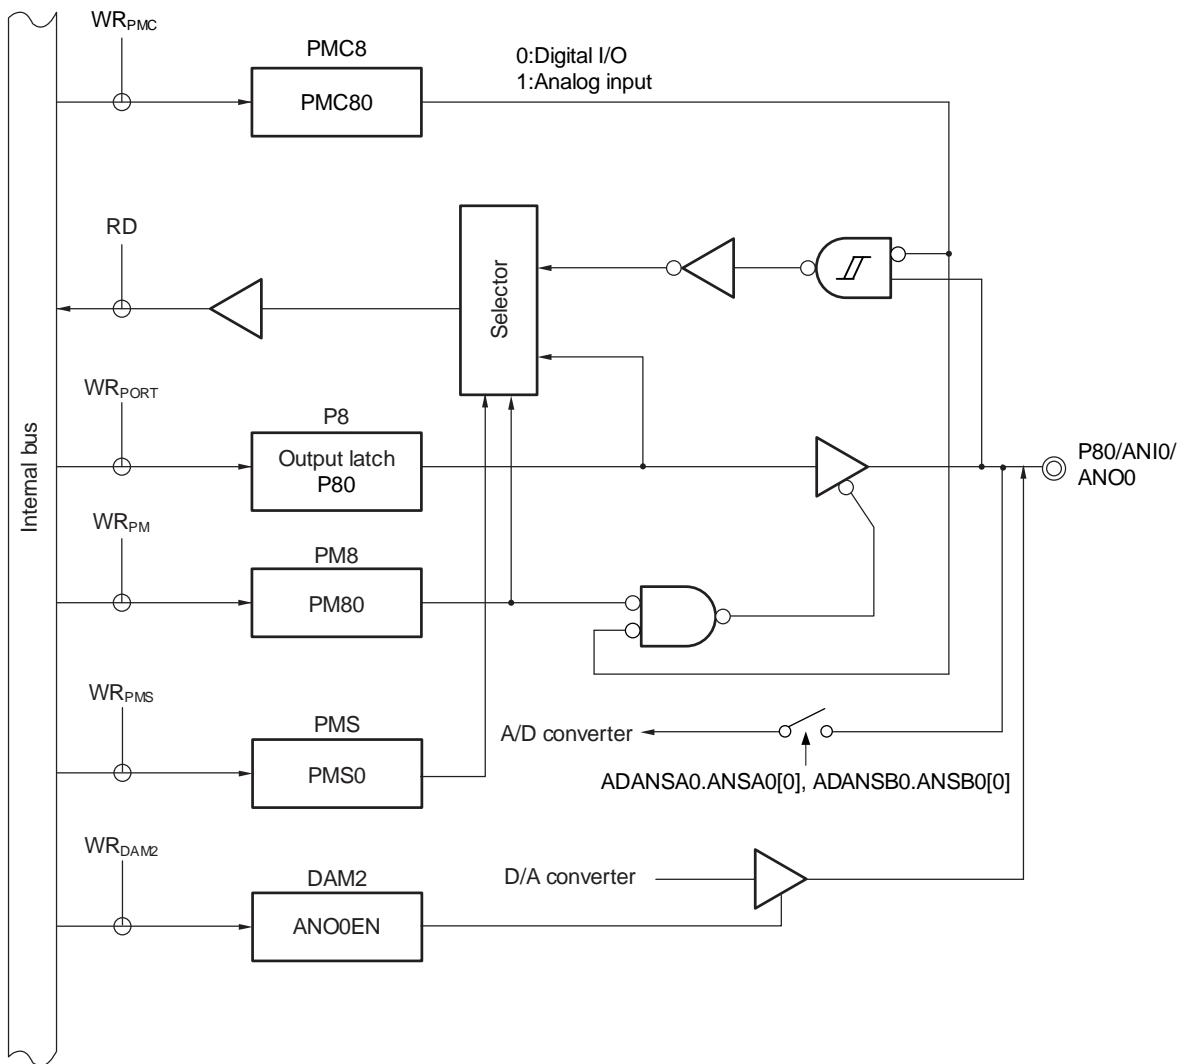 WRPMC
PMC8
PMC80
0:Digital I/O
1:Analog input
RD
Selector
Internal bus
WRPORT
P8
Output latch
P80
P80/ANI0/
ANO0
WRPM
PM8
PM80
WRPMS
PMS
PMS0
A/D converter
ADANSA0.ANSA0[0], ADANSB0.ANSB0[0]
WRDAM2
DAM2
ANO0EN
D/A converter